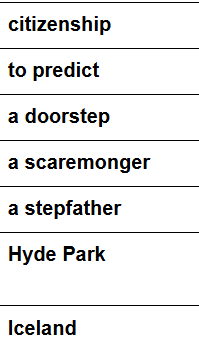 citizenship
to predict
a doorstep
a scaremonger
a stepfather
Hyde Park
Iceland